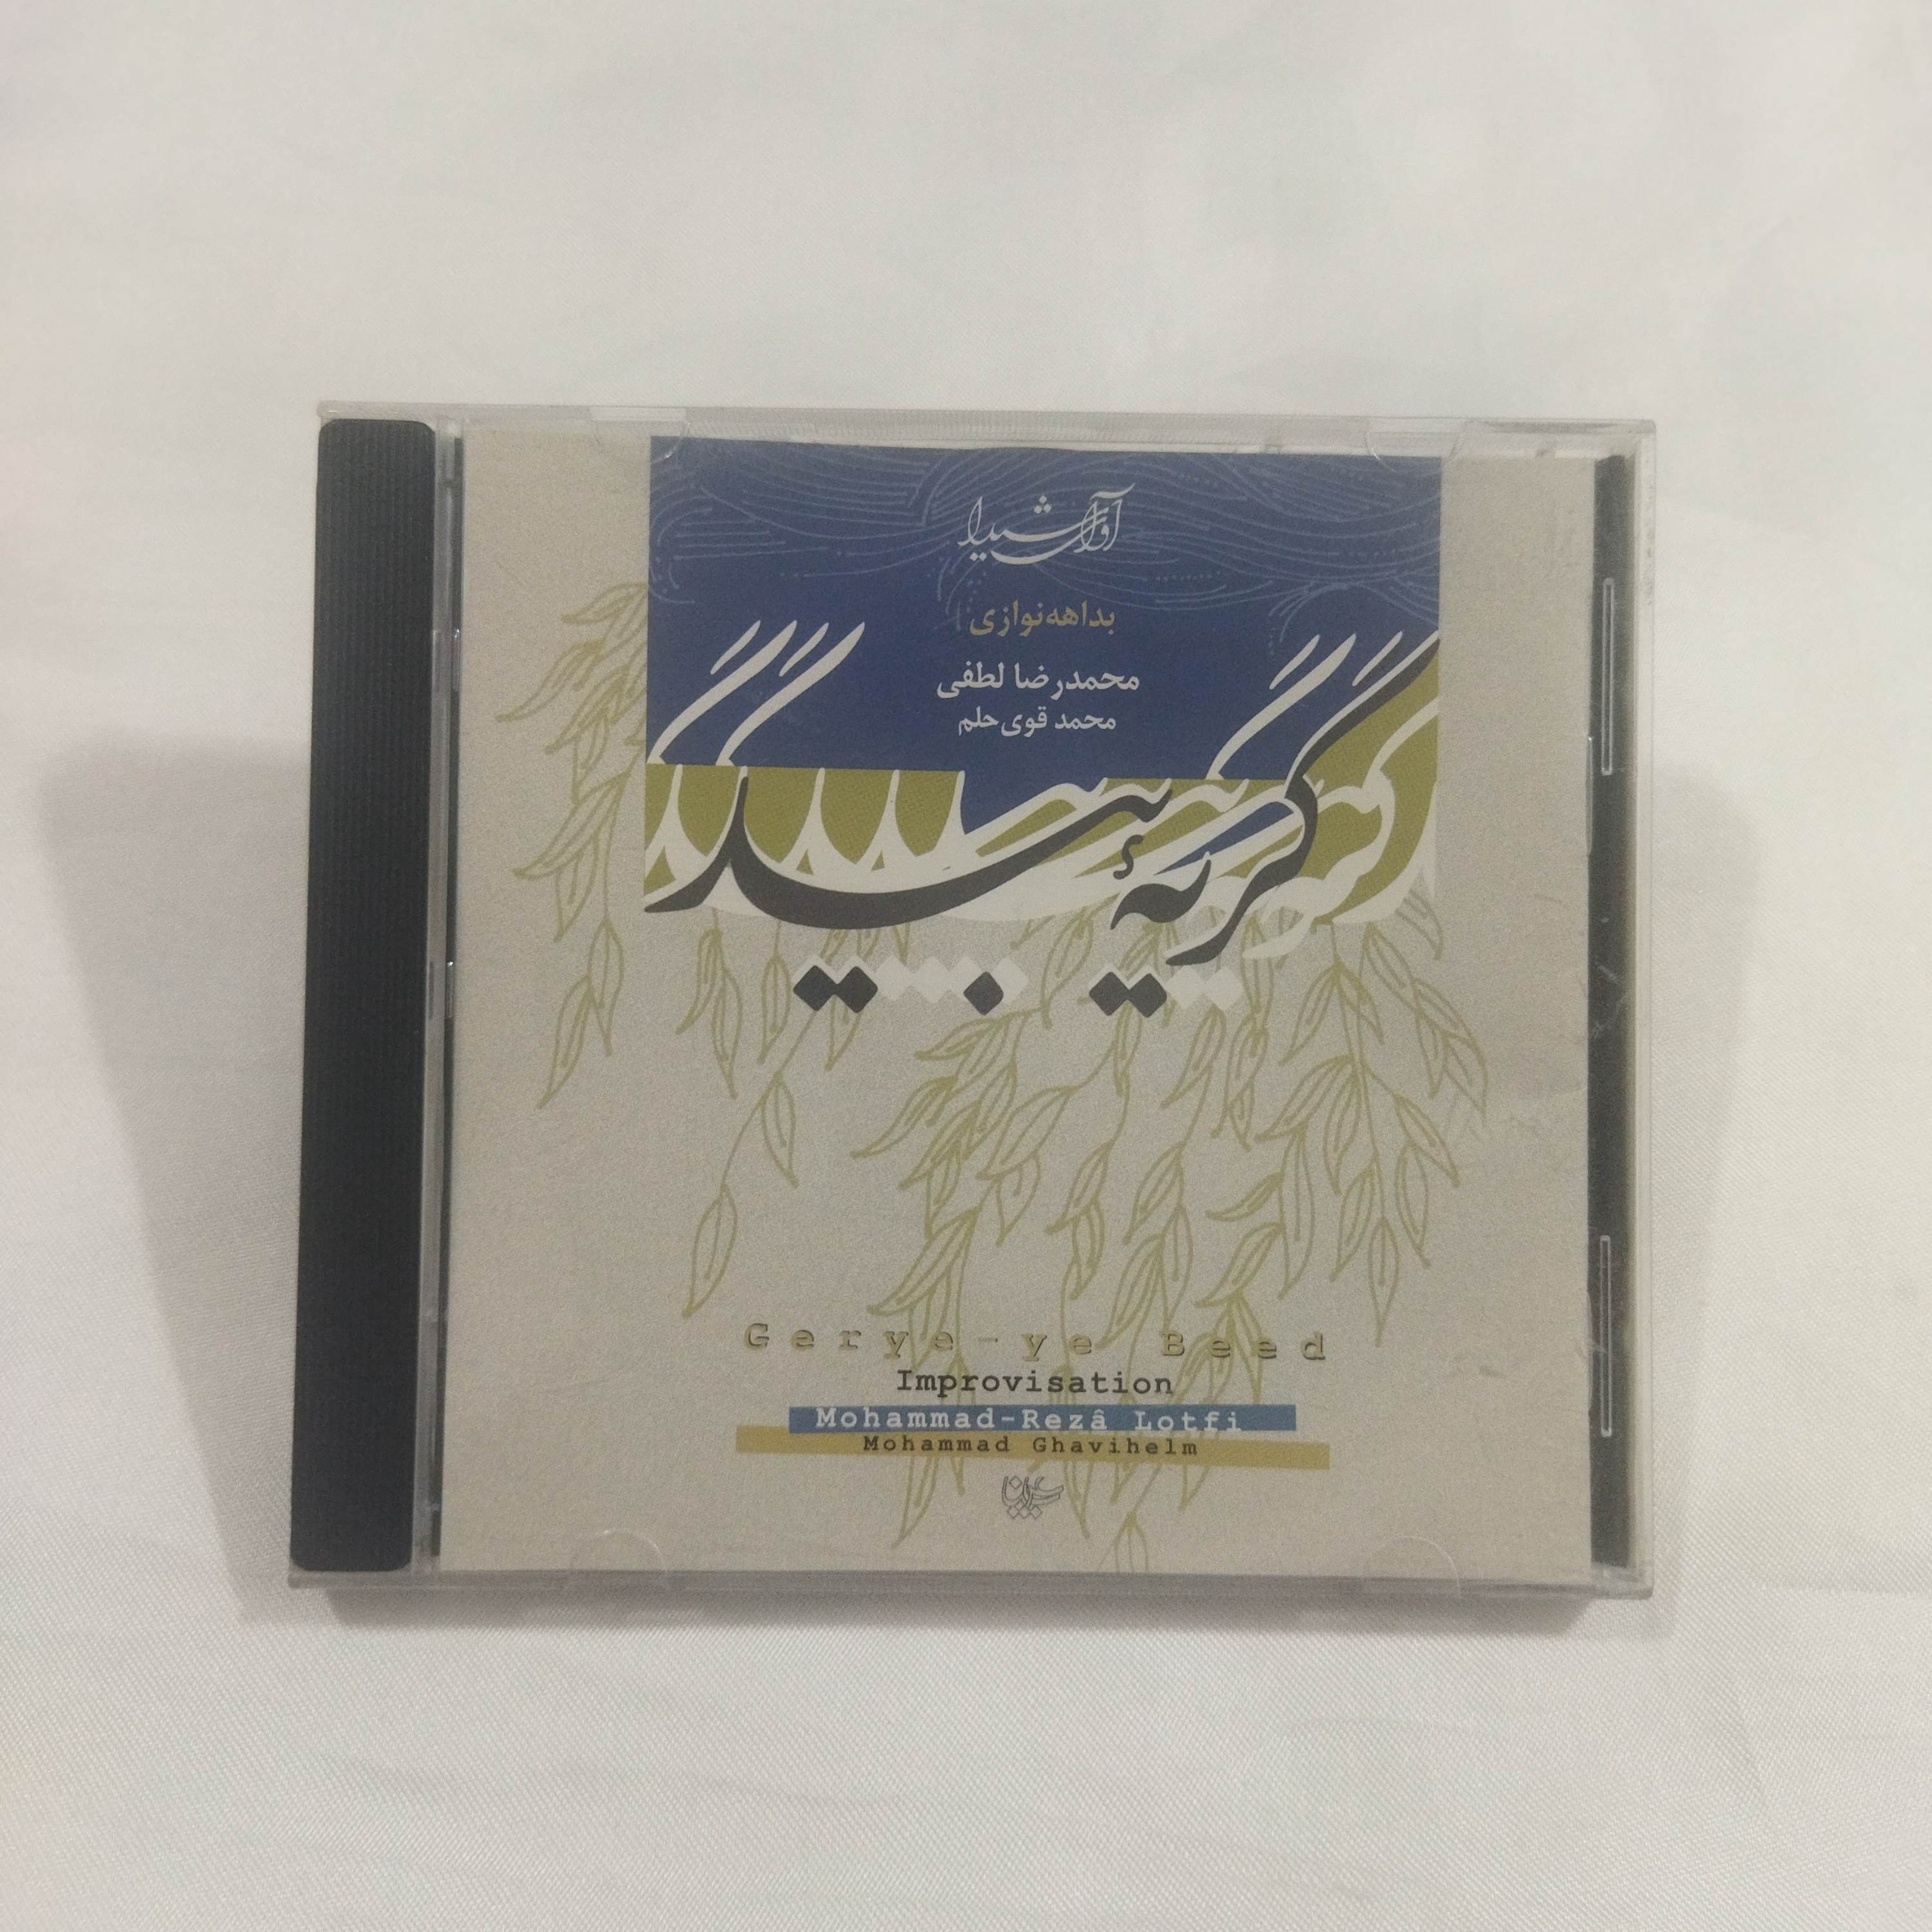 آوای شیدا
بداهه‌نوازی
محمدرضا لطفی
محمد قوی‌حلم
گریهٔ بید
Gerye-ye Beed
Improvisation
Mohammad-Rezâ Lotfi
Mohammad Ghavihelm